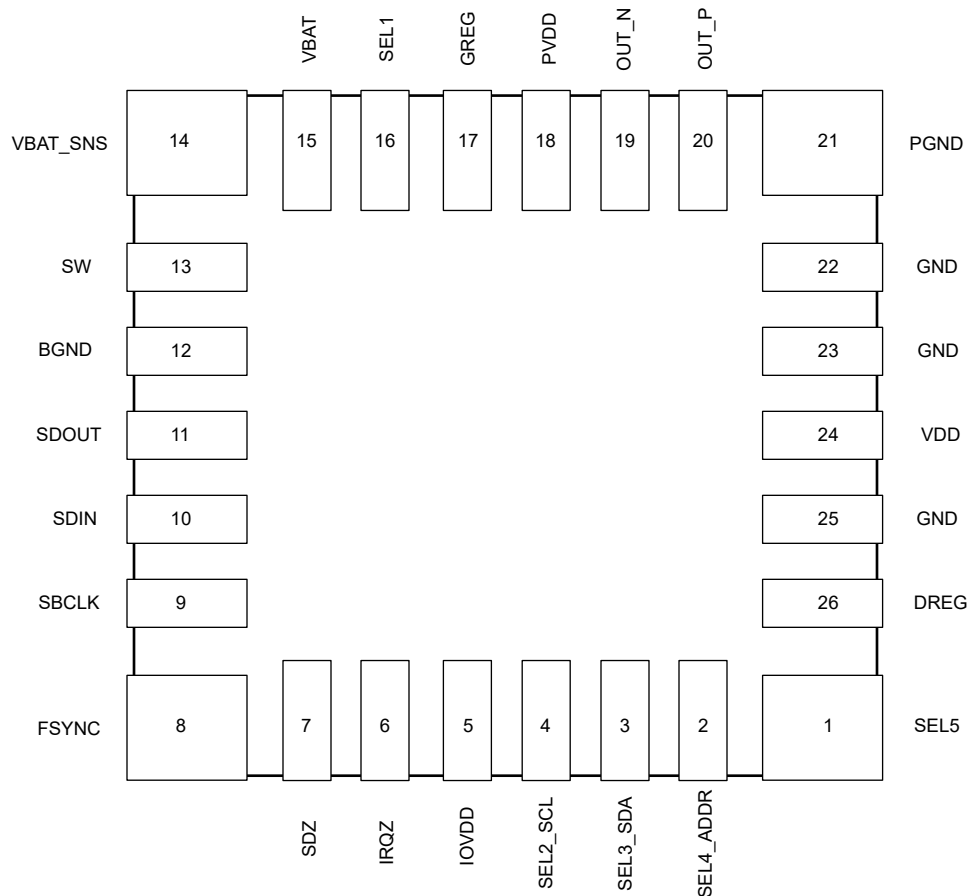 VBAT
SEL1
GREG
PVDD
OUT_N
OUT_P
VBAT_SNS
14
15
16
17
18
19
20
21
PGND
SW
13
22
GND
BGND
12
23
GND
SDOUT
11
24
VDD
SDIN
10
25
GND
SBCLK
9
26
DREG
FSYNC
8
7
6
5
4
3
2
1
SEL5
SDZ
IRQZ
IOVDD
SEL2_SCL
SEL3_SDA
SEL4_ADDR